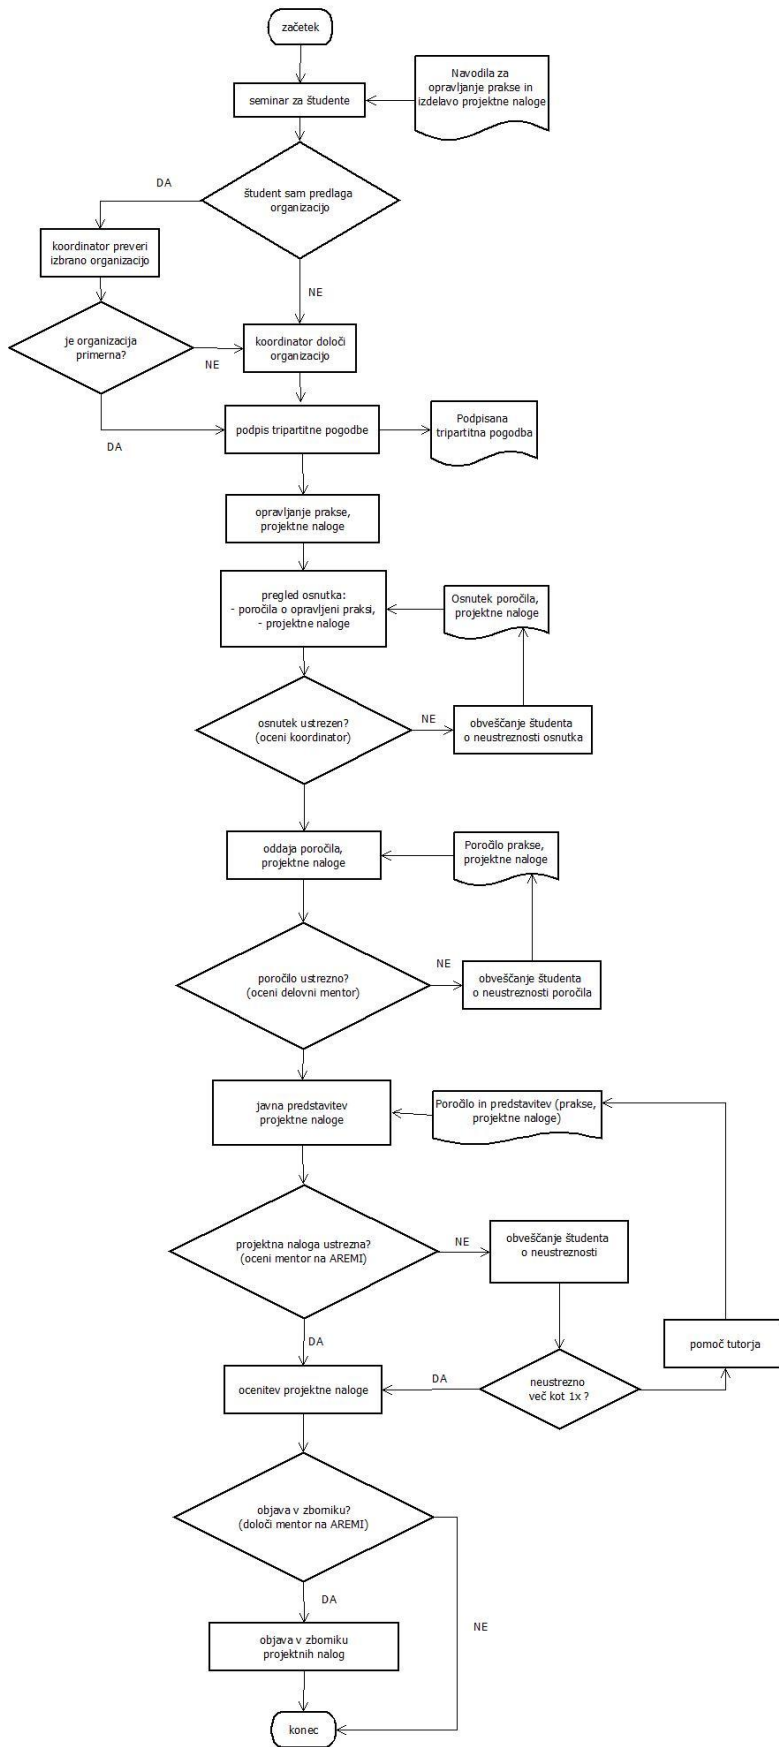 začetek
seminar za študente
Navodila za
opravljanje prakse in
izdelavo projektne naloge
DA
študent sam predlaga
organizacijo
koordinator preveri
izbrano organizacijo
NE
je organizacija
primerna?
NE
koordinator določi
organizacijo
DA
podpis tripartitne pogodbe
Podpisana
tripartitna pogodba
opravljanje prakse,
projektne naloge
pregled osnutka:
- poročila o opravljeni praksi,
- projektne naloge
Osnutek poročila,
projektne naloge
osnutek ustrezen?
(oceni koordinator)
NE
obveščanje študenta
o neustreznosti osnutka
oddaja poročila,
projektne naloge
Poročilo prakse,
projektne naloge
poročilo ustrezno?
(oceni delovni mentor)
NE
obveščanje študenta
o neustreznosti poročila
javna predstavitev
projektne naloge
Poročilo in predstavitev (prakse,
projektne naloge)
projektna naloga ustrezna?
(oceni mentor na AREMI)
NE
obveščanje študenta
o neustreznosti
DA
pomoč tutorja
ocenitev projektne naloge
DA
neustrezno
več kot 1x ?
objava v zborniku?
(določi mentor na AREMI)
DA
NE
objava v zborniku
projektnih nalog
konec